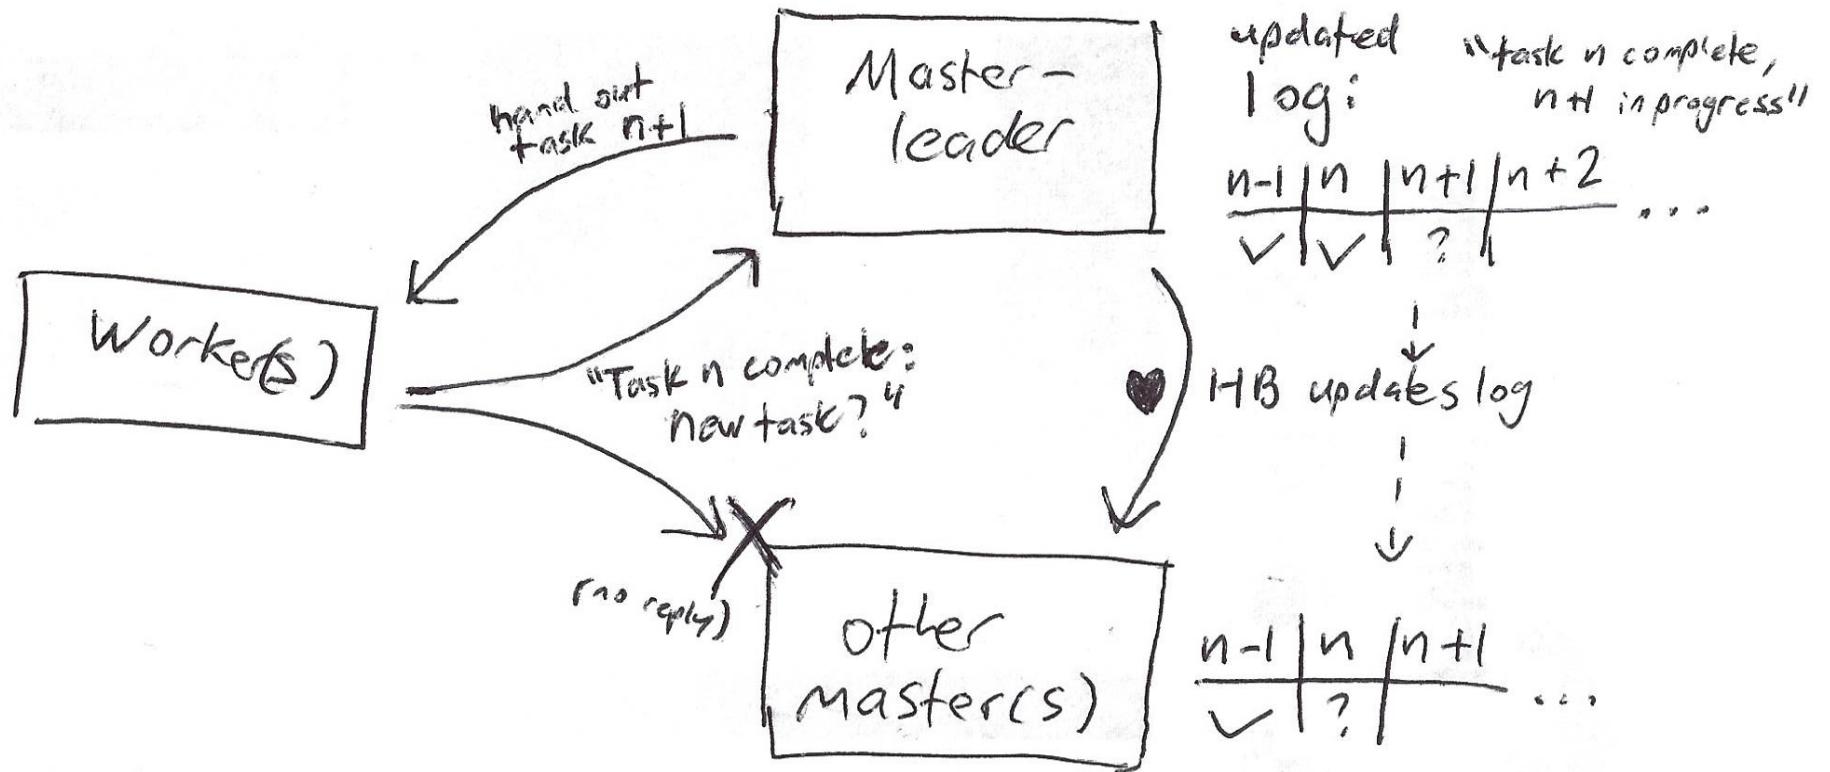 Master-
leader
updated
log:
"task n complete,
n+1 in progress"
n-1 n n+1 n+2
✓ ✓ ? ...
hand out
task n+1
Worker(s)
"Task n complete:
new task?"
♥ HB updates log
(no reply)
other
master(s)
n-1 n n+1
✓ ? ...